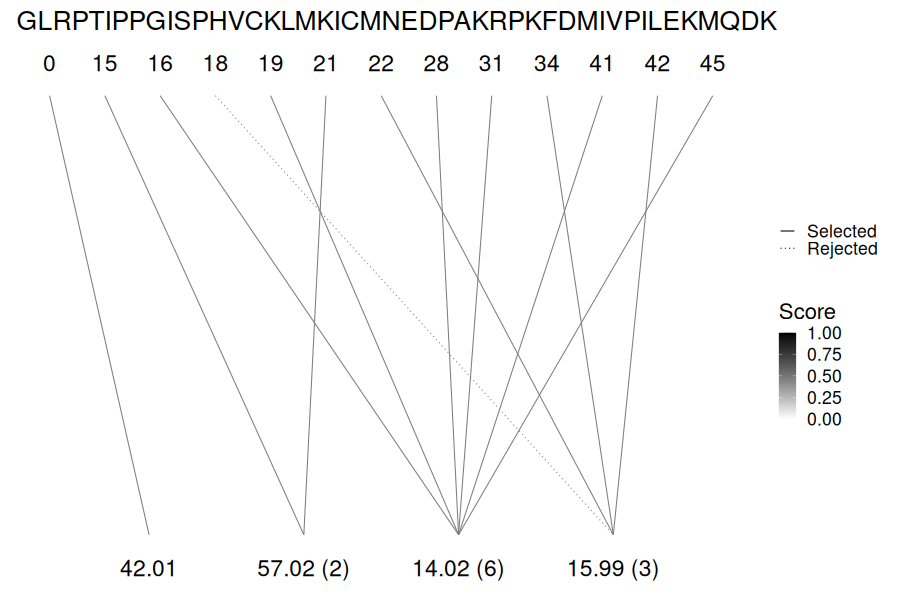 GLRPTIPPGISPHVCKLMKICMNEDPAKRPKFDMIVPILEKMQDK
0 15 16 18 19 21 22 28 31 34 41 42 45
Selected
Rejected
Score
1.00
0.75
0.50
0.25
0.00
42.01 57.02 (2) 14.02 (6) 15.99 (3)